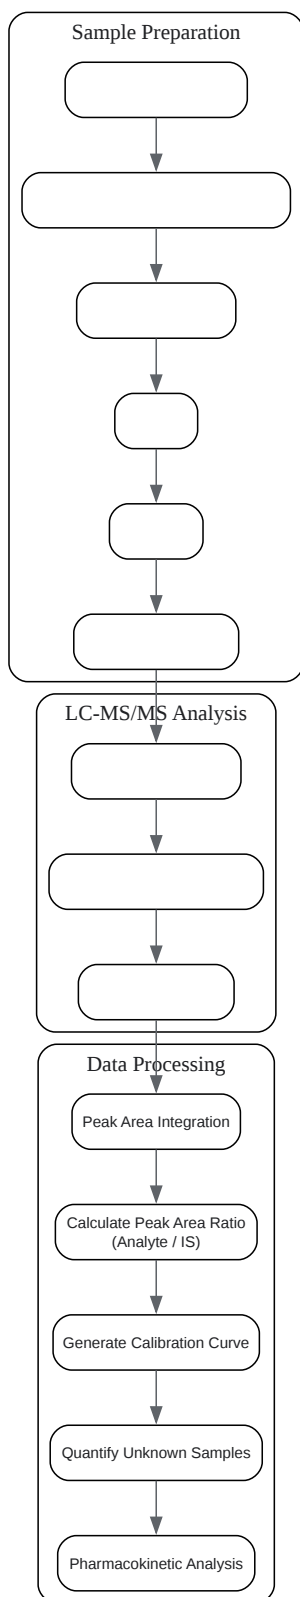 Sample Preparation
LC-MS/MS Analysis
Data Processing
Peak Area Integration
Calculate Peak Area Ratio
(Analyte / IS)
Generate Calibration Curve
Quantify Unknown Samples
Pharmacokinetic Analysis